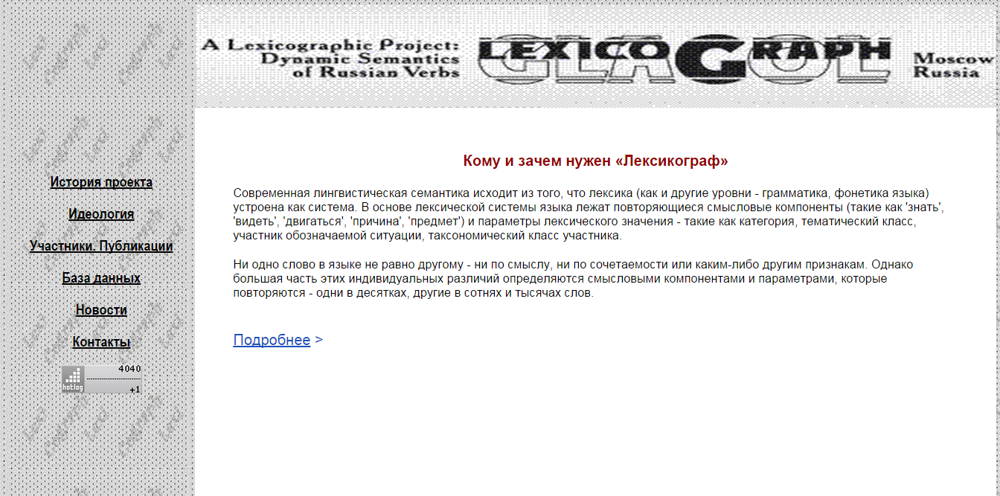 A Lexicographic Project:
Dynamic Semantics
of Russian Verbs
LEXICOGRAPH
GLAGOL
Moscow
Russia
История проекта
Идеология
Участники. Публикации
База данных
Новости
Контакты
4040
hotlog
+1
Кому и зачем нужен «Лексикограф»
Современная лингвистическая семантика исходит из того, что лексика (как и другие уровни - грамматика, фонетика языка)
устроена как система. В основе лексической системы языка лежат повторяющиеся смысловые компоненты (такие как 'знать',
'видеть', 'двигаться', 'причина', 'предмет') и параметры лексического значения - такие как категория, тематический класс,
участник обозначаемой ситуации, таксономический класс участника.
Ни одно слово в языке не равно другому - ни по смыслу, ни по сочетаемости или каким-либо другим признакам. Однако
большая часть этих индивидуальных различий определяются смысловыми компонентами и параметрами, которые
повторяются - одни в десятках, другие в сотнях и тысячах слов.
Подробнее >